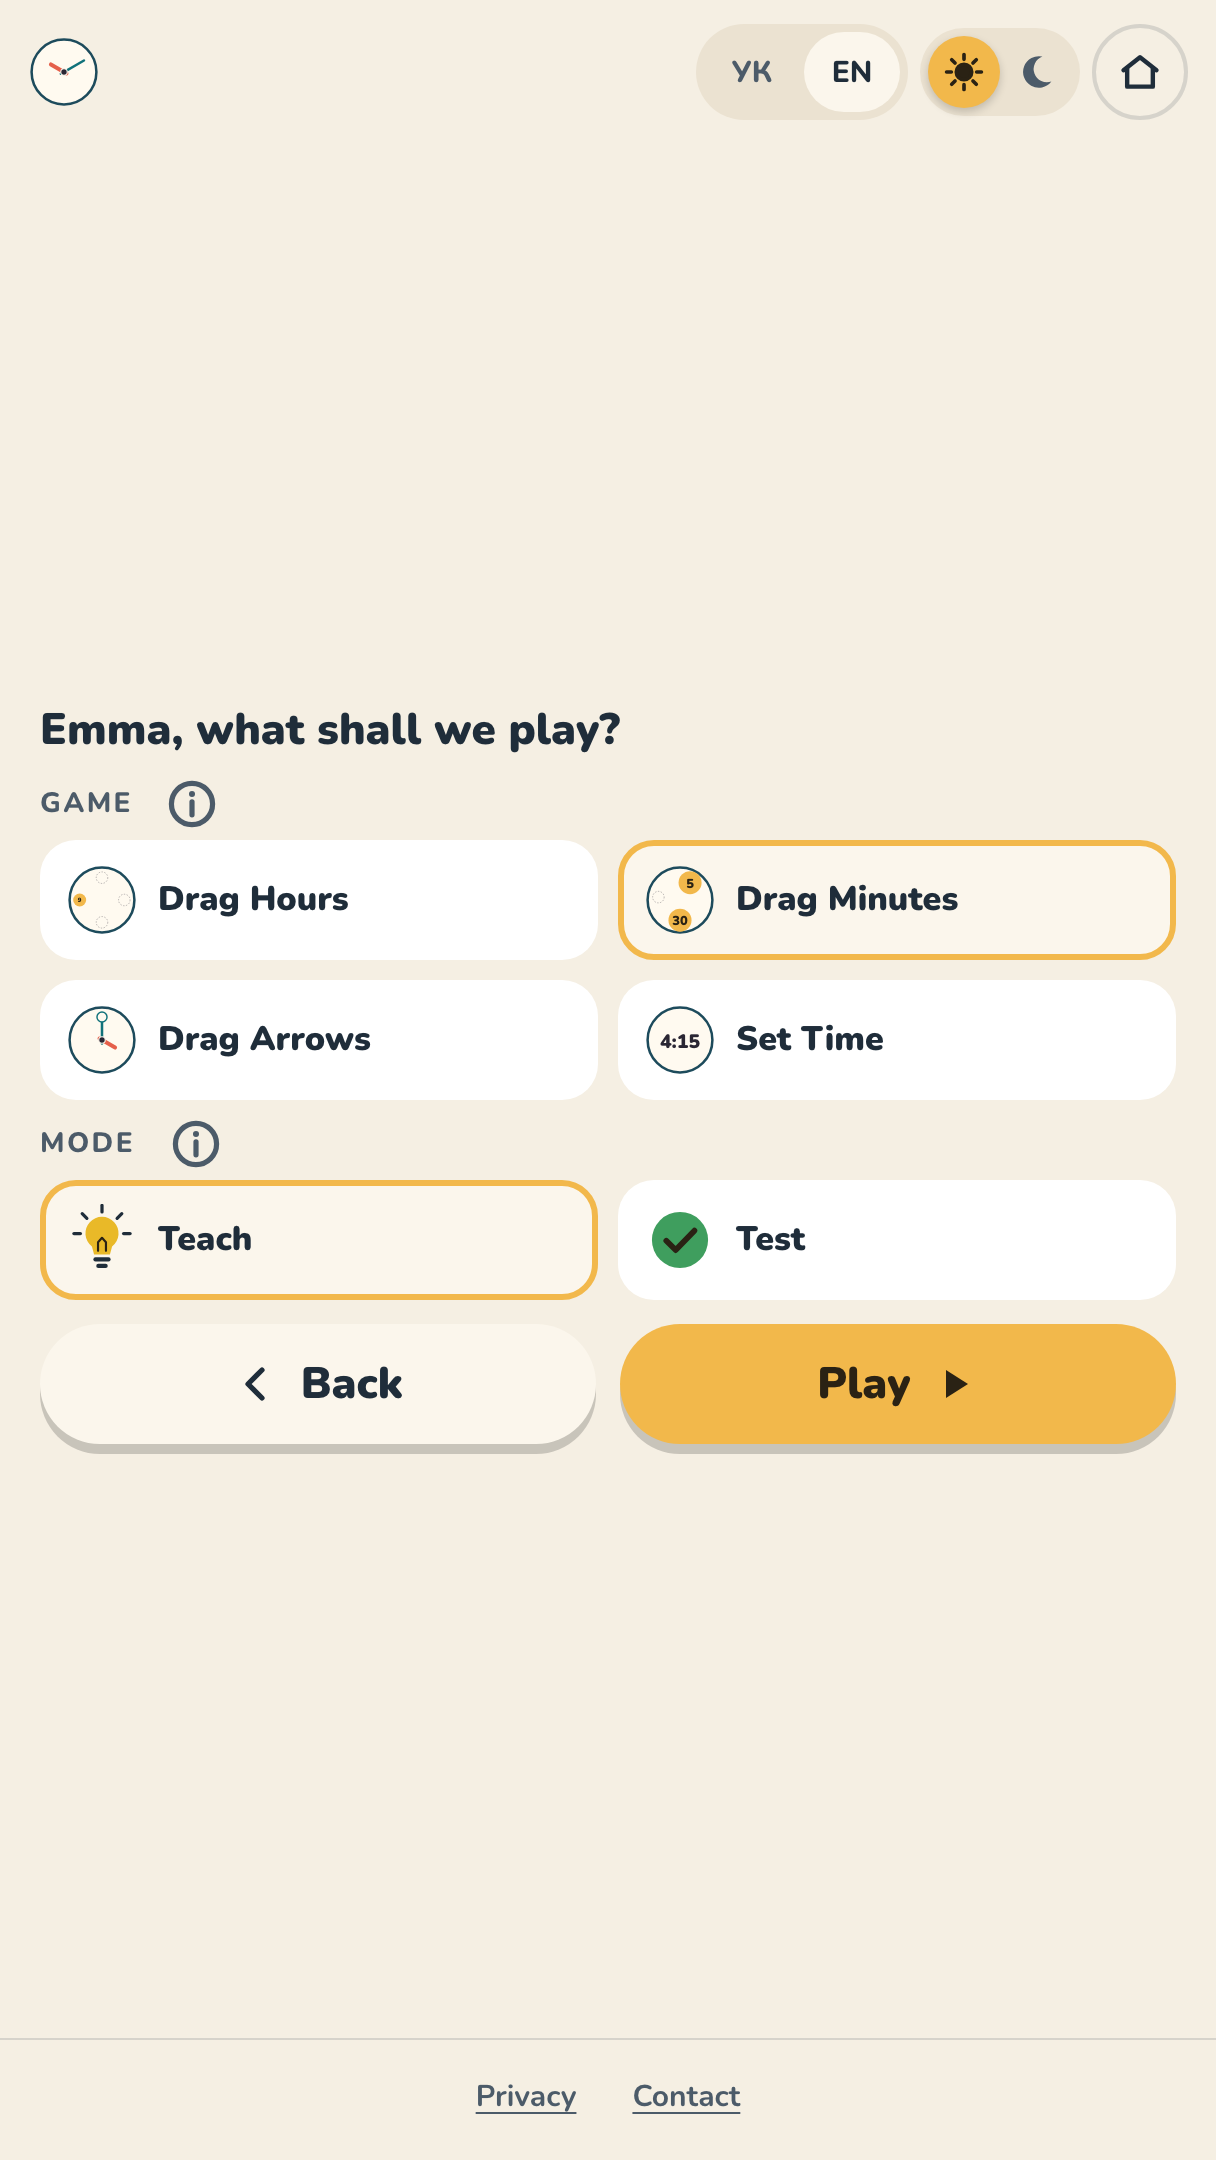 УК EN
Emma, what shall we play?
GAME
9 Drag Hours
5 30 Drag Minutes
Drag Arrows
4:15 Set Time
MODE
Teach
Test
Back
Play
Privacy Contact